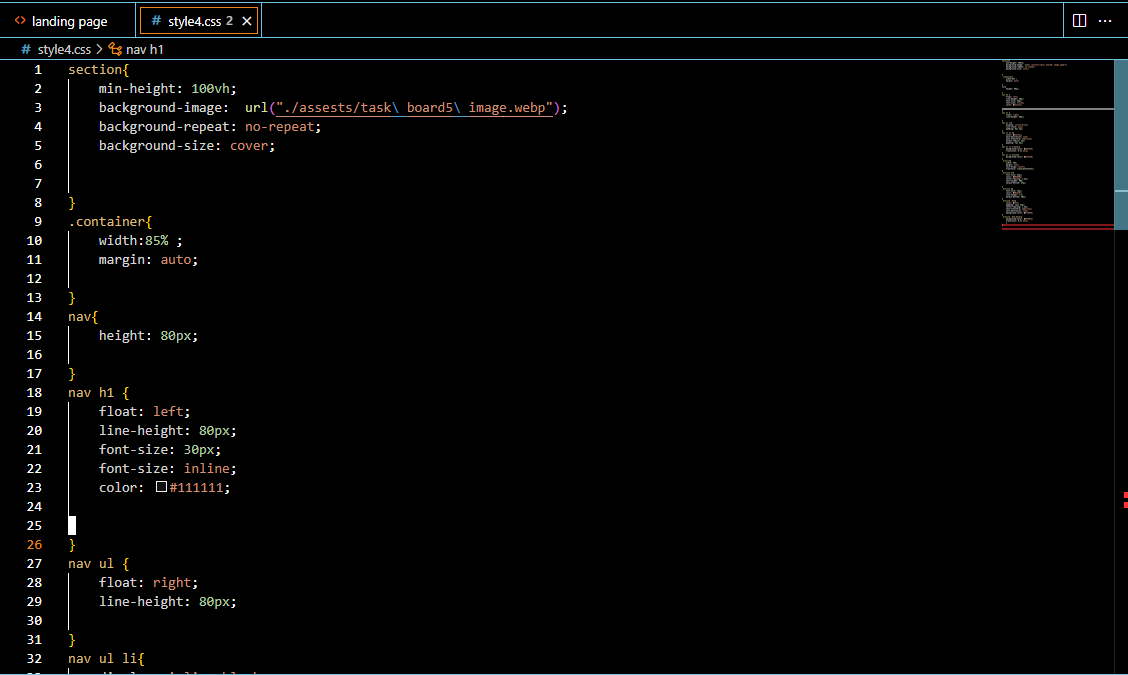 <> landing page # style4.css 2 ×
# style4.css > nav h1
1 section{
2 min-height: 100vh;
3 background-image:  url("./assests/task\ board5\ image.webp");
4 background-repeat: no-repeat;
5 background-size: cover;
6
7
8 }
9 .container{
10 width:85% ;
11 margin: auto;
12
13 }
14 nav{
15 height: 80px;
16
17 }
18 nav h1 {
19 float: left;
20 line-height: 80px;
21 font-size: 30px;
22 font-size: inline;
23 color: #111111;
24
25
26 }
27 nav ul {
28 float: right;
29 line-height: 80px;
30
31 }
32 nav ul li{